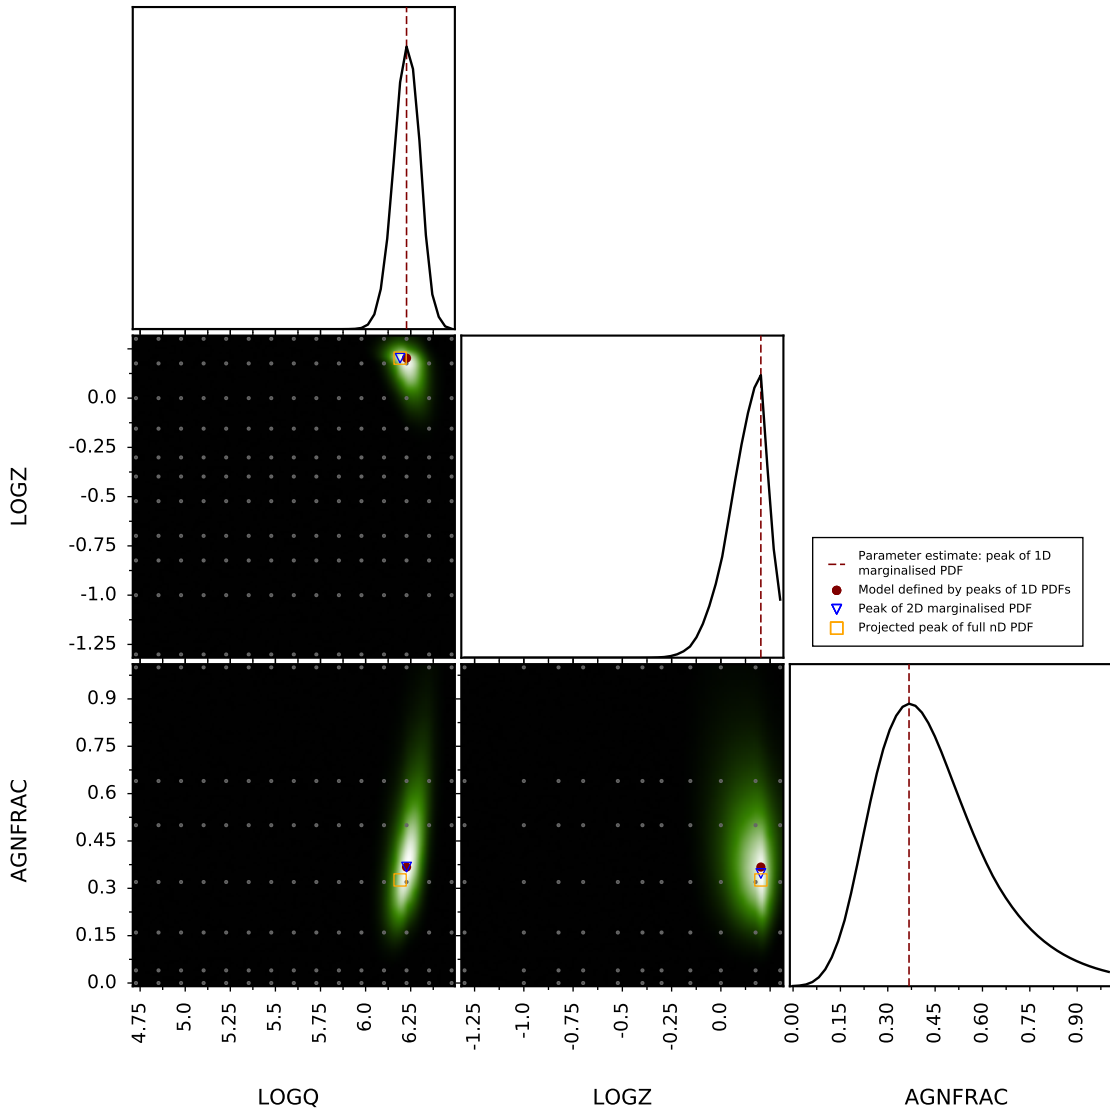 0.0
-0.25
-0.5
-0.75
-1.0
-1.25
LOGZ
Parameter estimate: peak of 1D
marginalised PDF
Model defined by peaks of 1D PDFs
Peak of 2D marginalised PDF
Projected peak of full nD PDF
0.9
0.75
0.6
0.45
0.3
0.15
0.0
AGNFRAC
4.75 5.0 5.25 5.5 5.75 6.0 6.25
-1.25 -1.0 -0.75 -0.5 -0.25 0.0
0.00 0.15 0.30 0.45 0.60 0.75 0.90
LOGQ LOGZ AGNFRAC